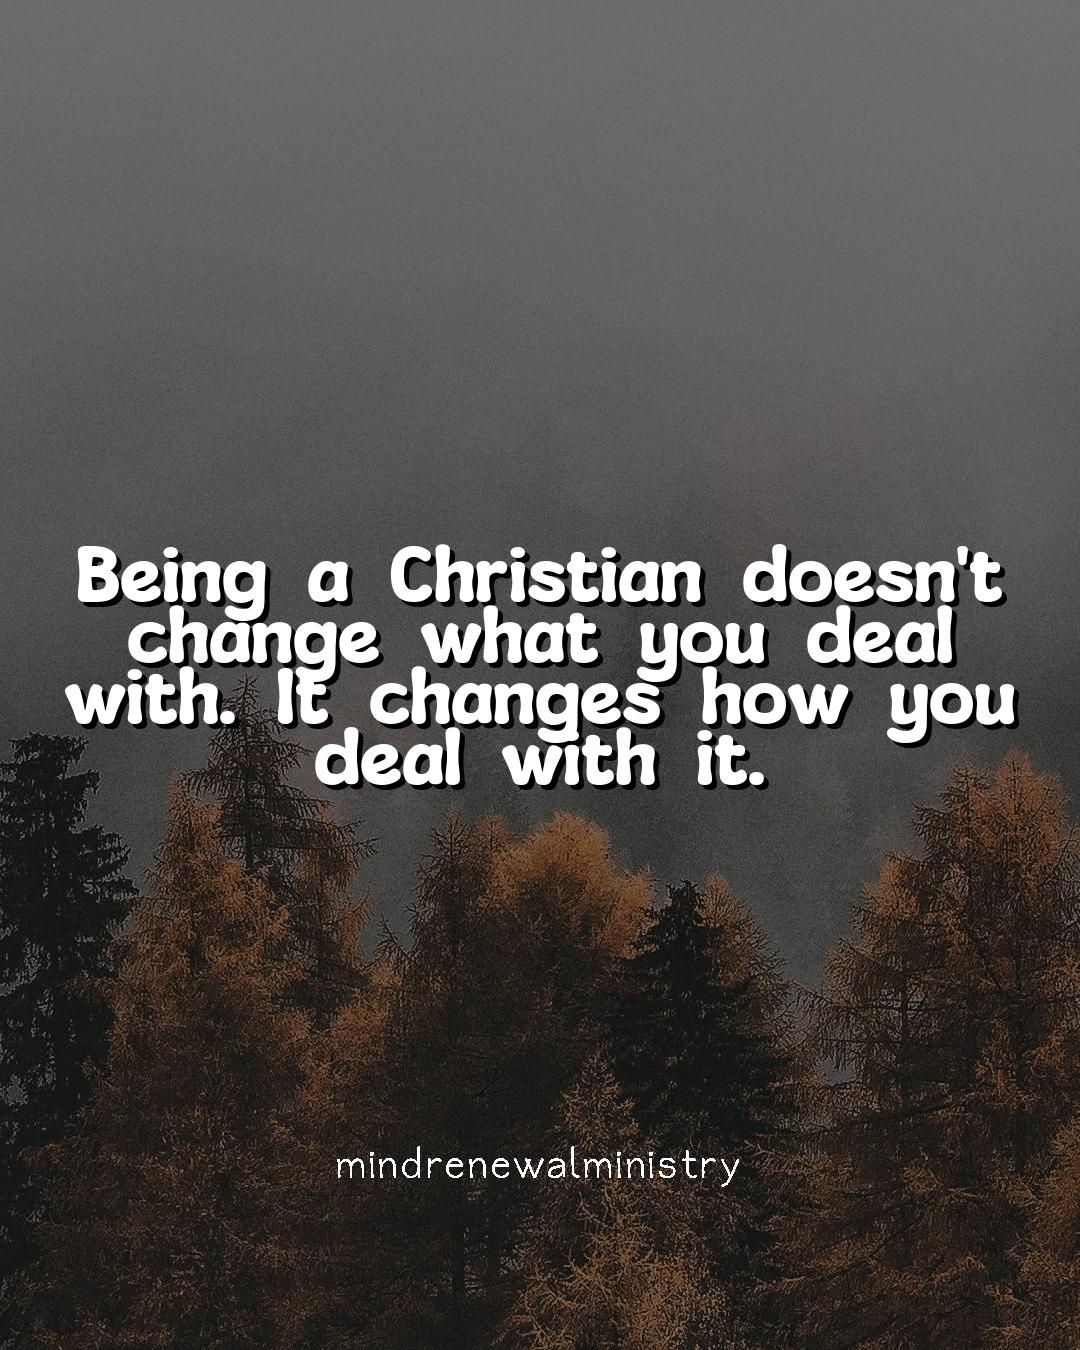 Being a Christian doesn't
change what you deal
with. It changes how you
deal with it.
mindrenewalministry